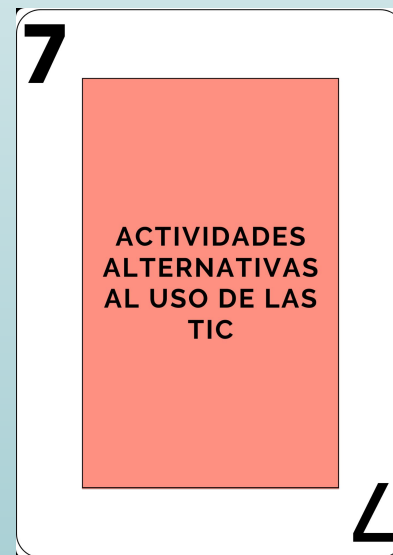 7
ACTIVIDADES
ALTERNATIVAS
AL USO DE LAS
TIC
7